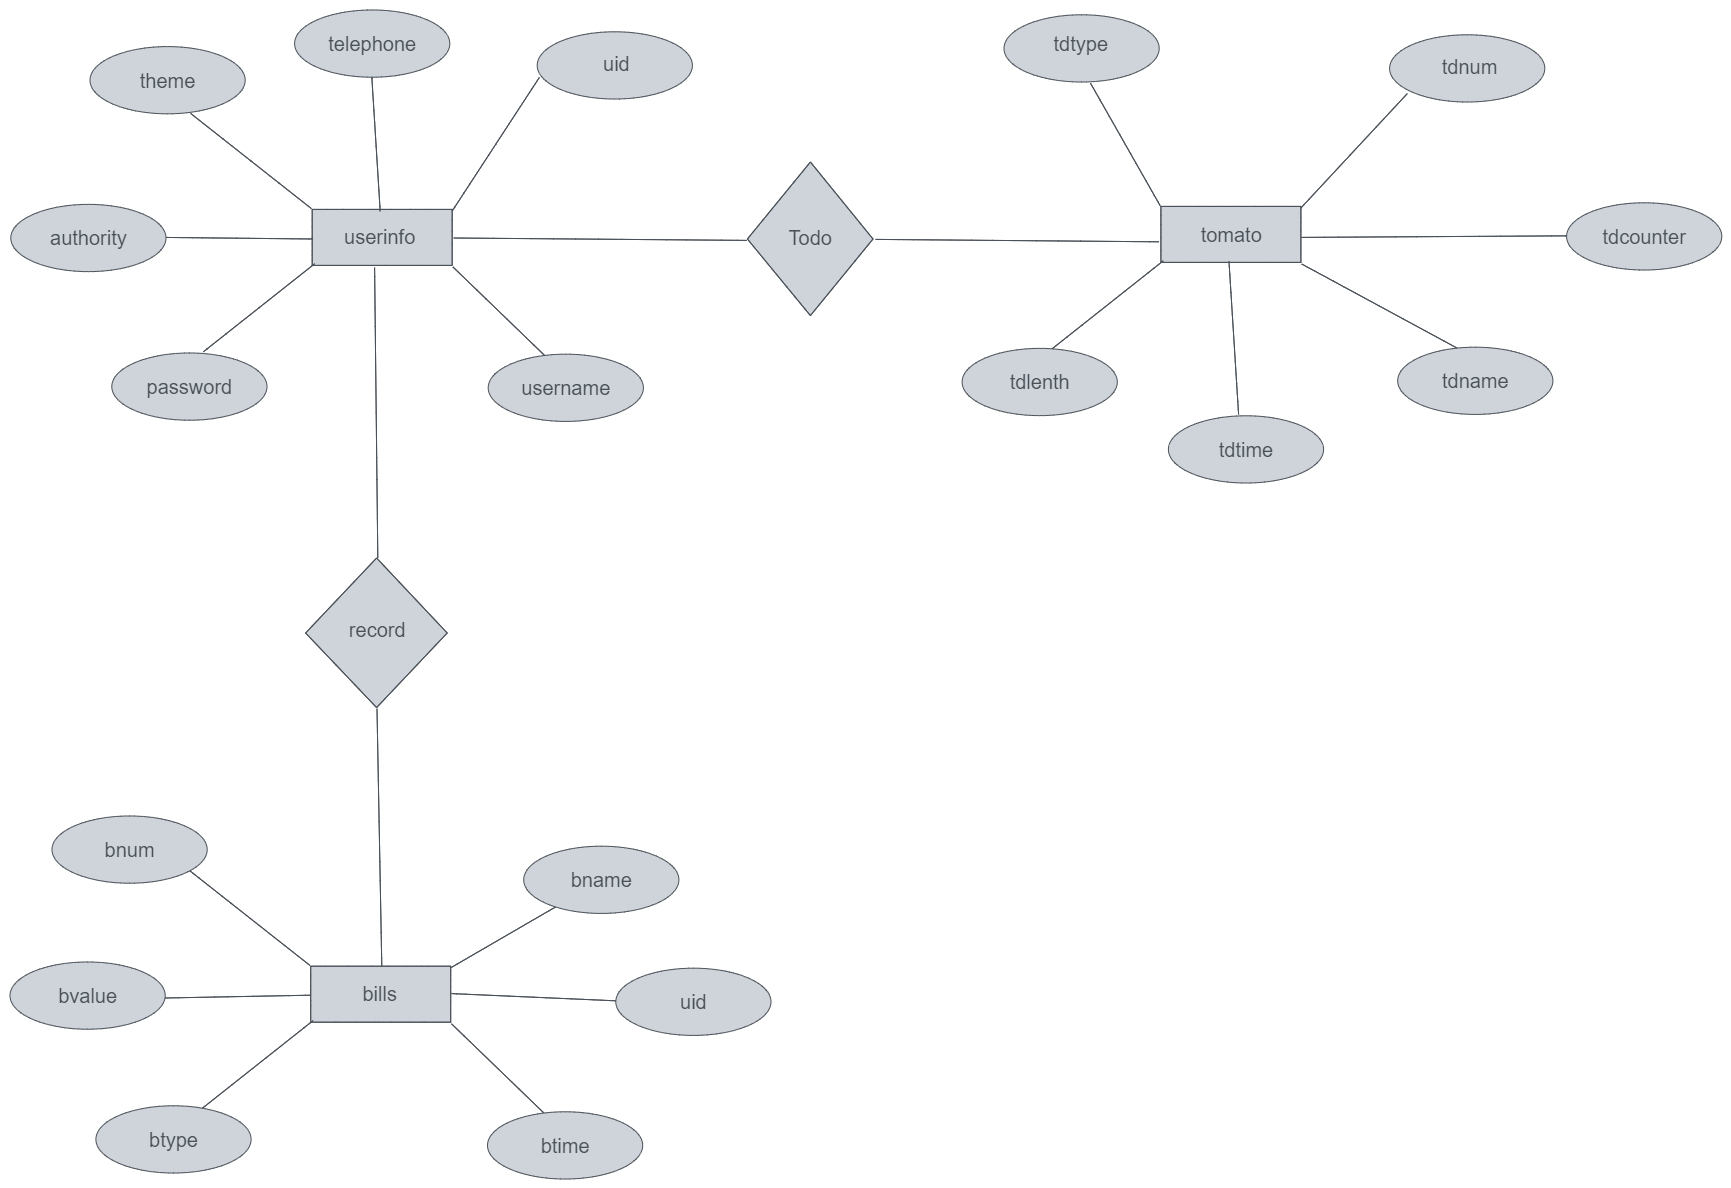 telephone
tdtype
uid
tdnum
theme
authority
userinfo
Todo
tomato
tdcounter
password
username
tdlenth
tdname
tdtime
record
bnum
bname
bvalue
bills
uid
btype
btime